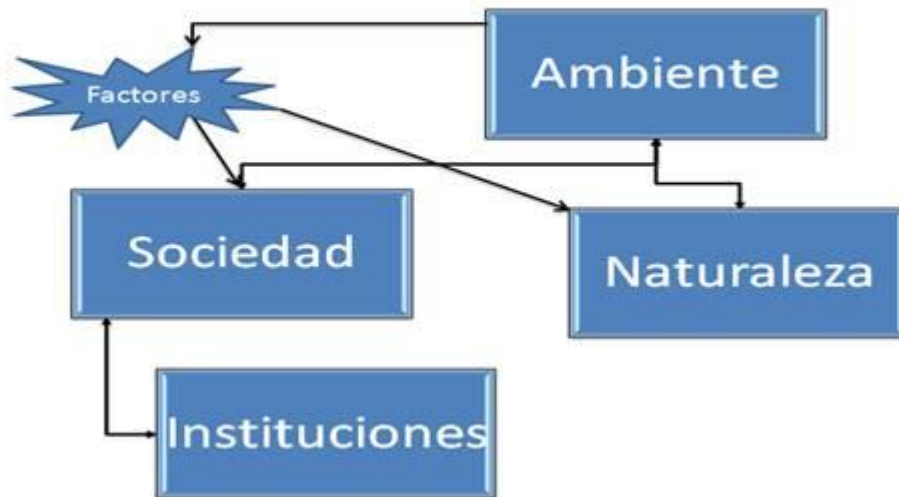 Ambiente
Factores
Sociedad
Naturaleza
Instituciones